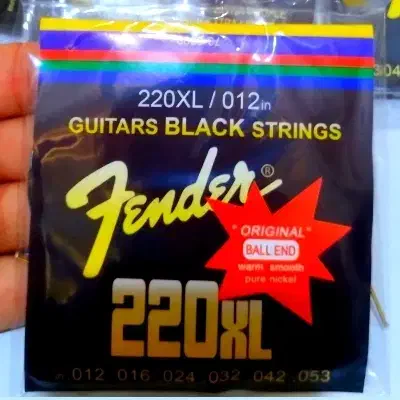 220XL / 012in
GUITARS BLACK STRINGS
Fender®
" ORIGINAL "
BALL END
warm smooth
pure nickel
220XL
in .012 .016 .024 .032 .042 .053